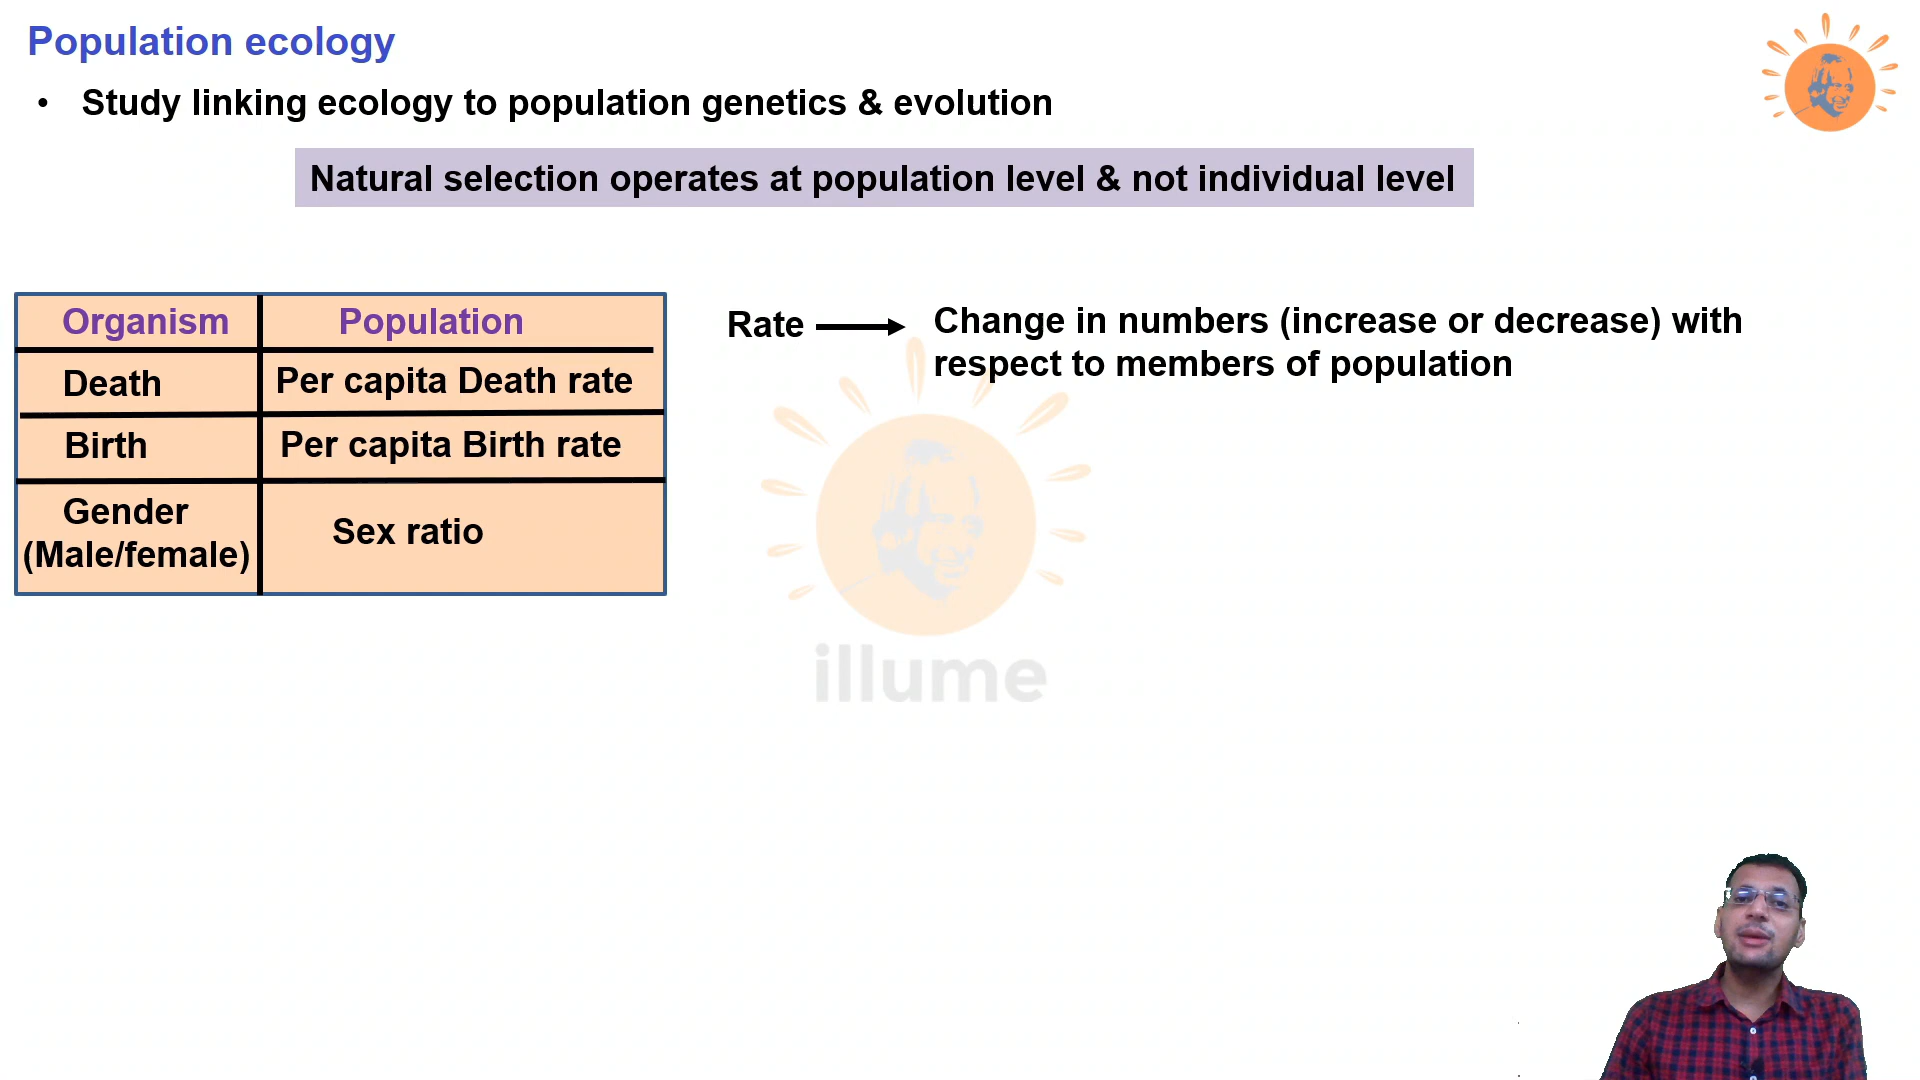 Population ecology
• Study linking ecology to population genetics & evolution
Natural selection operates at population level & not individual level
Organism Population
Death Per capita Death rate
Birth Per capita Birth rate
Gender
(Male/female)
Sex ratio
Rate
Change in numbers (increase or decrease) with
respect to members of population
illume